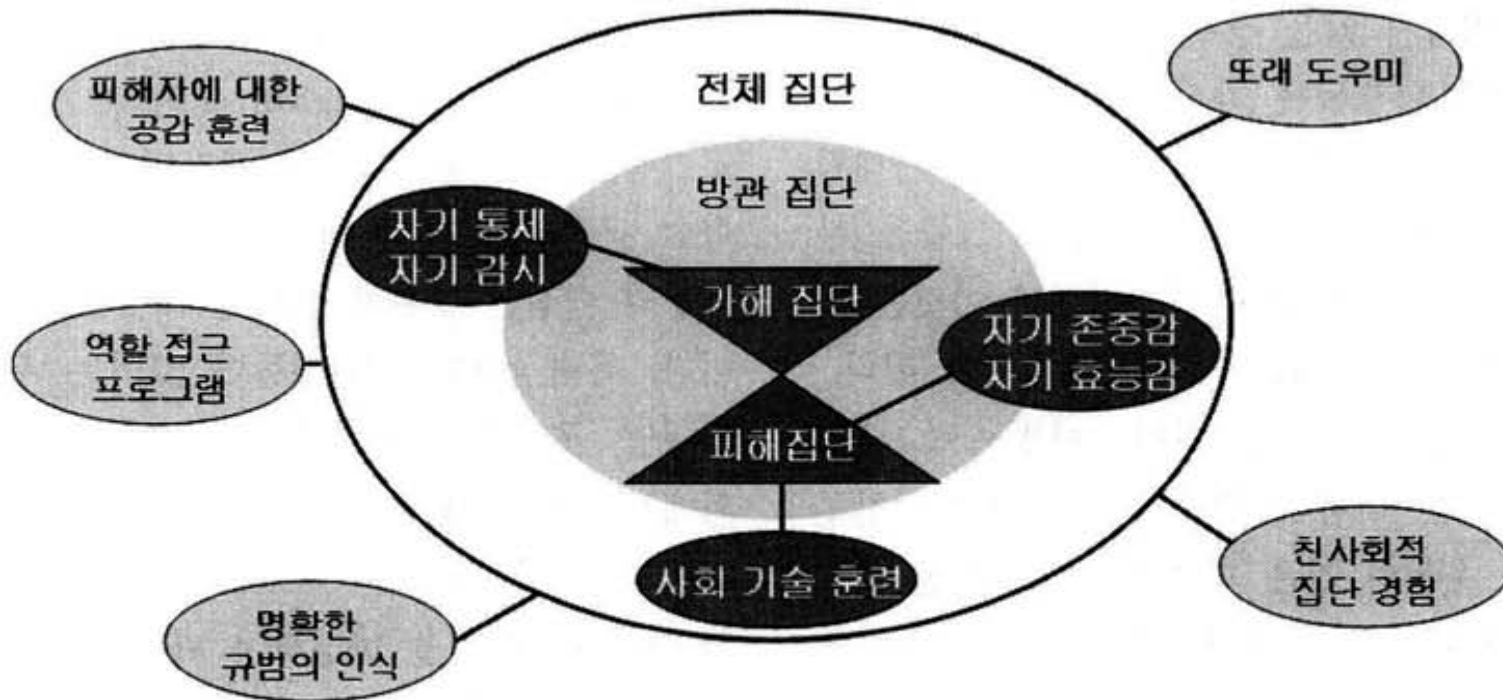 피해자에 대한
공감 훈련
전체 집단
또래 도우미
방관 집단
자기 통제
자기 감시
가해 집단
자기 존중감
자기 효능감
역할 접근
프로그램
피해집단
사회 기술 훈련
친사회적
집단 경험
명확한
규범의 인식